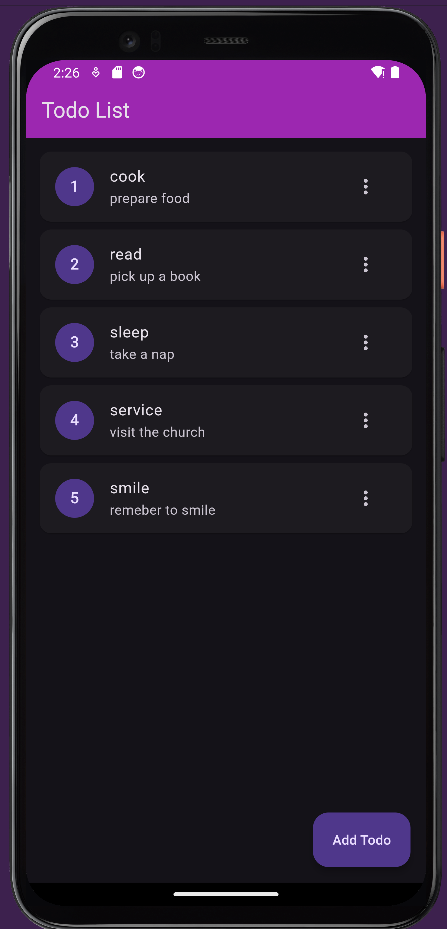 2:26
Todo List
1
cook
prepare food
2
read
pick up a book
3
sleep
take a nap
4
service
visit the church
5
smile
remeber to smile
Add Todo